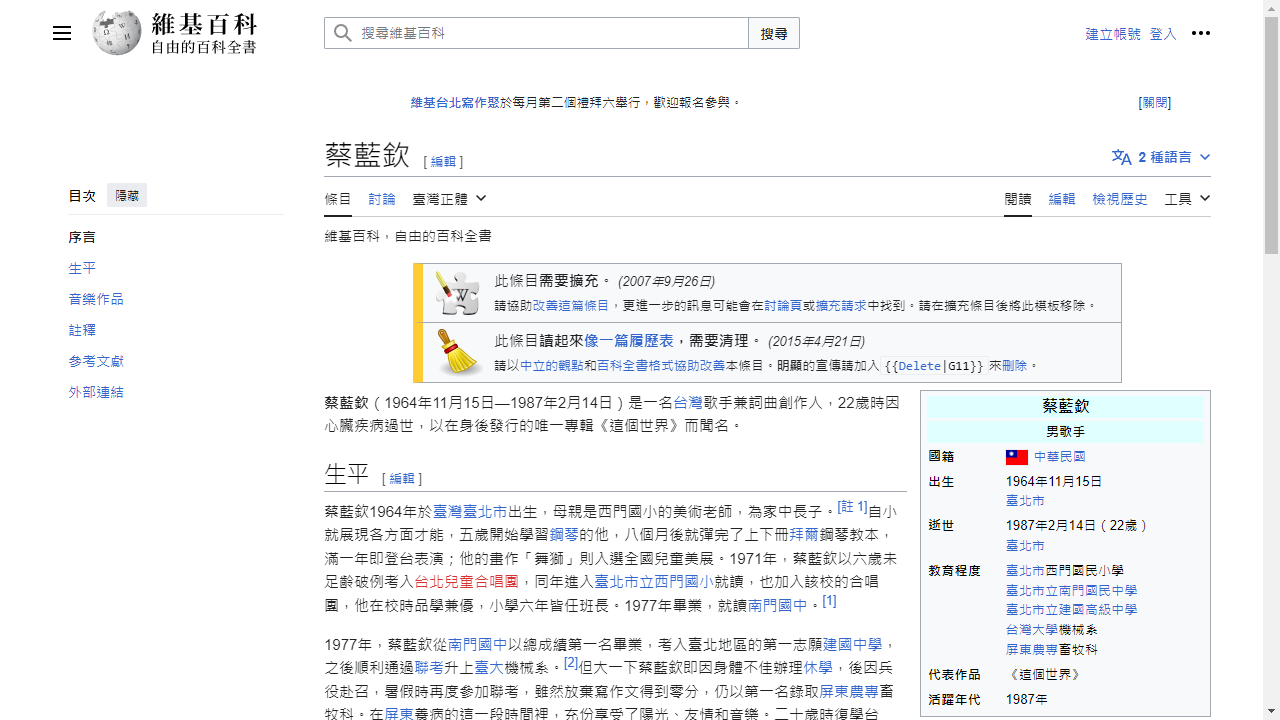 維基百科
自由的百科全書
搜尋維基百科
搜尋
建立帳號 登入
維基台北寫作聚於每月第二個禮拜六舉行，歡迎報名參與。
[關閉]
蔡藍欽 [ 編輯 ]
2 種語言
目次 隱藏
序言
生平
音樂作品
註釋
參考文獻
外部連結
條目 討論 臺灣正體
閱讀 編輯 檢視歷史 工具
維基百科，自由的百科全書
此條目需要擴充。 (2007年9月26日)
請協助改善這篇條目，更進一步的訊息可能會在討論頁或擴充請求中找到。請在擴充條目後將此模板移除。
此條目讀起來像一篇履歷表，需要清理。 (2015年4月21日)
請以中立的觀點和百科全書格式協助改善本條目。明顯的宣傳請加入 {{Delete|G11}} 來刪除。
蔡藍欽（1964年11月15日—1987年2月14日）是一名台灣歌手兼詞曲創作人，22歲時因
心臟疾病過世，以在身後發行的唯一專輯《這個世界》而聞名。
生平 [ 編輯 ]
蔡藍欽1964年於臺灣臺北市出生，母親是西門國小的美術老師，為家中長子。[註 1]自小
就展現各方面才能，五歲開始學習鋼琴的他，八個月後就彈完了上下冊拜爾鋼琴教本，
滿一年即登台表演；他的畫作「舞獅」則入選全國兒童美展。1971年，蔡藍欽以六歲未
足齡破例考入台北兒童合唱團，同年進入臺北市立西門國小就讀，也加入該校的合唱
團，他在校時品學兼優，小學六年皆任班長。1977年畢業，就讀南門國中。[1]
1977年，蔡藍欽從南門國中以總成績第一名畢業，考入臺北地區的第一志願建國中學，
之後順利通過聯考升上臺大機械系。[2]但大一下蔡藍欽即因身體不佳辦理休學，後因兵
役赴召，暑假時再度參加聯考，雖然放棄寫作文得到零分，仍以第一名錄取屏東農專畜
牧科。在屏東養病的這一段時間裡，充份享受了陽光、友情和音樂。二十歲時復學台
蔡藍欽
男歌手
國籍 中華民國
出生 1964年11月15日
臺北市
逝世 1987年2月14日（22歲）
臺北市
教育程度 臺北市西門國民小學
臺北市立南門國民中學
臺北市立建國高級中學
台灣大學機械系
屏東農專畜牧科
代表作品 《這個世界》
活躍年代 1987年